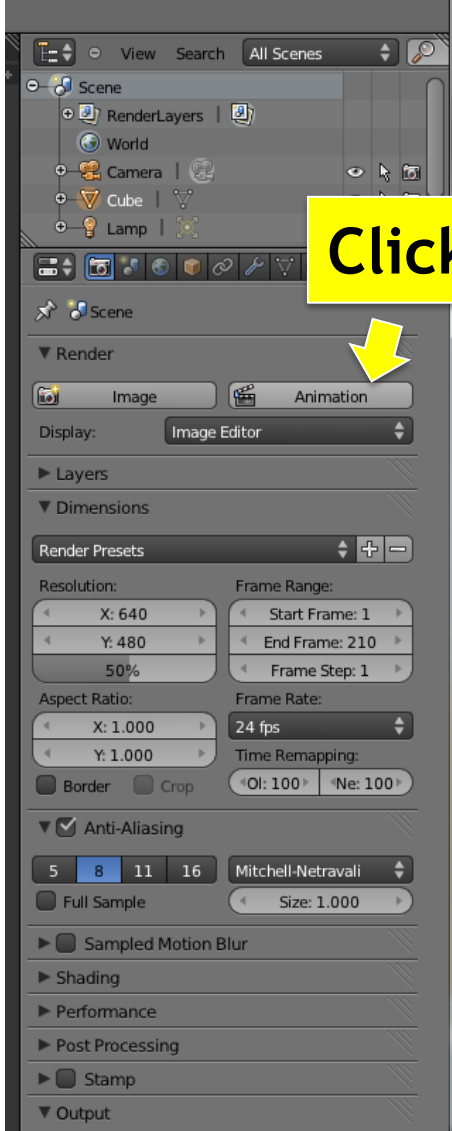 View Search All Scenes
Scene
RenderLayers |
World
Camera |
Cube |
Lamp |
Click
Scene
Render
Image Animation
Display: Image Editor
Layers
Dimensions
Render Presets
Resolution: Frame Range:
X: 640 Start Frame: 1
Y: 480 End Frame: 210
50% Frame Step: 1
Aspect Ratio: Frame Rate:
X: 1.000 24 fps
Y: 1.000 Time Remapping:
Border Crop Ol: 100 Ne: 100
Anti-Aliasing
5 8 11 16 Mitchell-Netravali
Full Sample Size: 1.000
Sampled Motion Blur
Shading
Performance
Post Processing
Stamp
Output